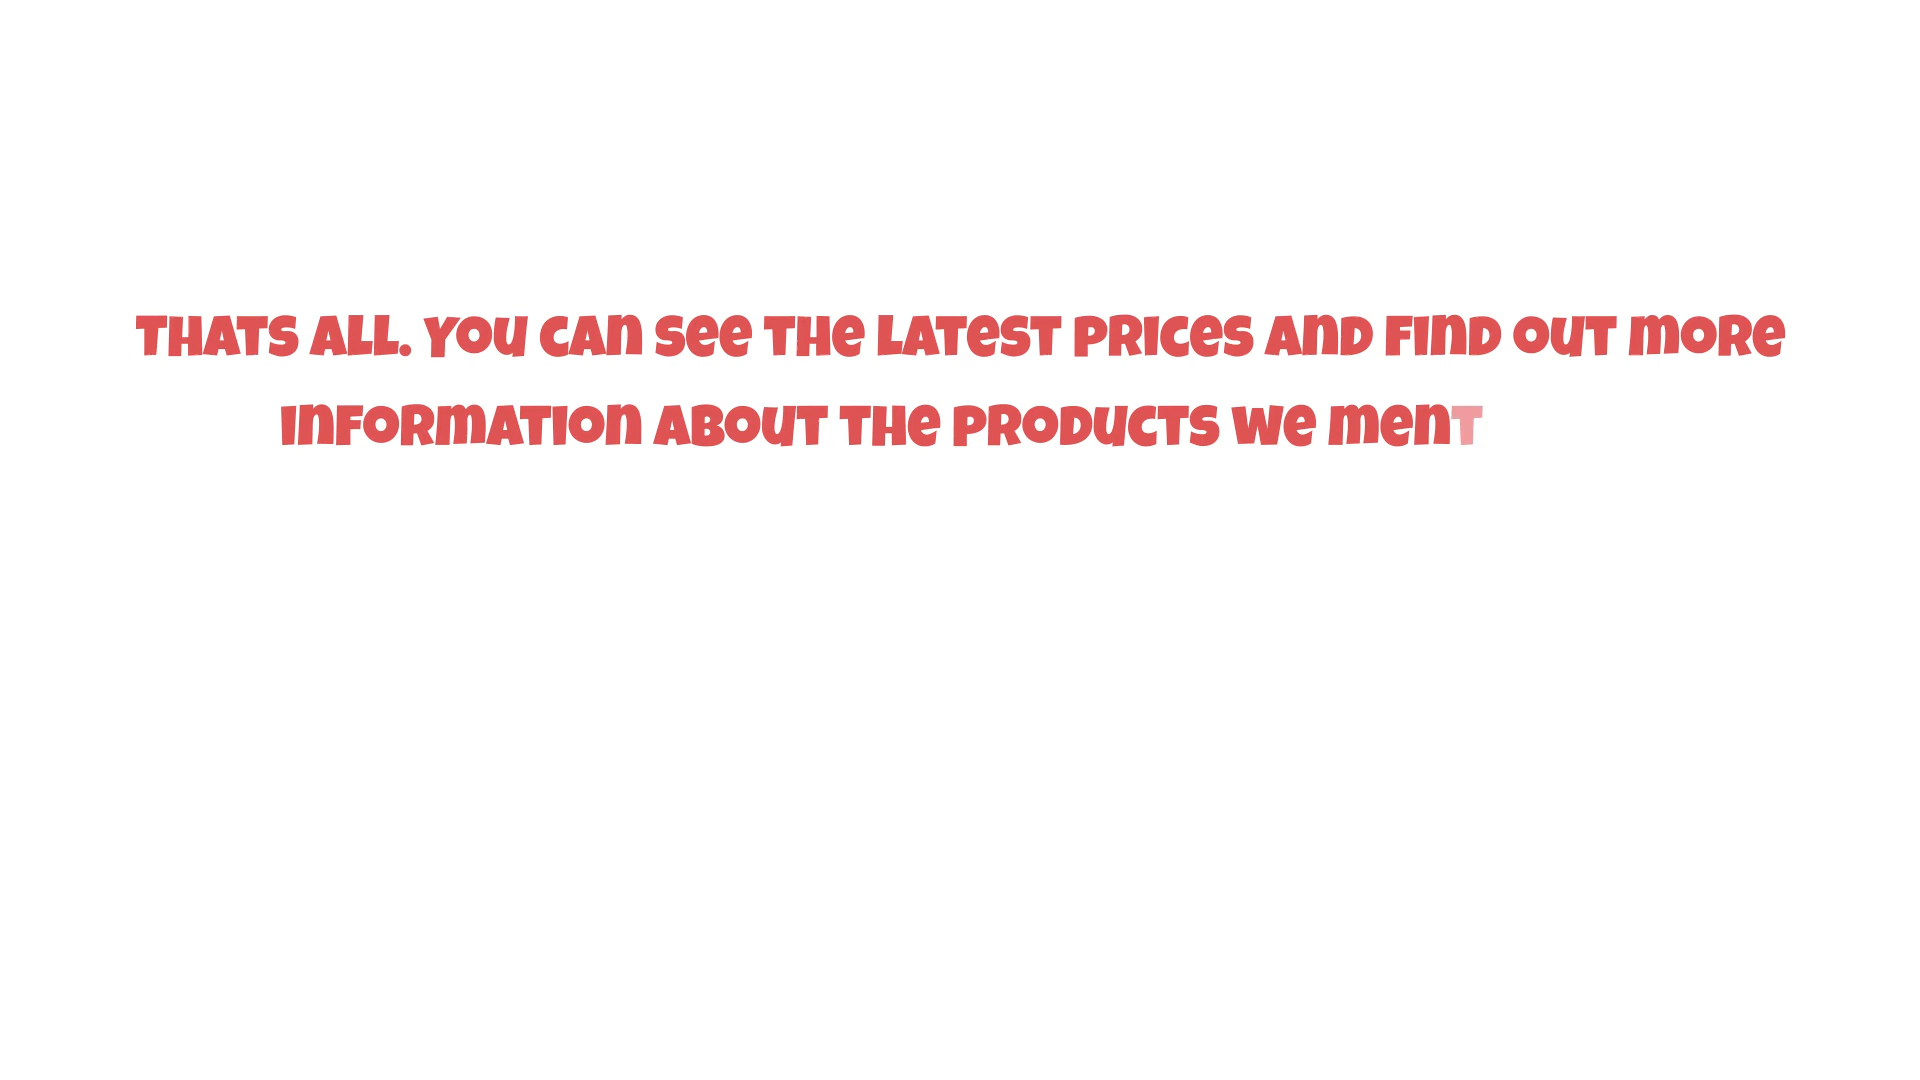 THATS ALL. YOU CAN SEE THE LATEST PRICES AND FIND OUT MORE
INFORMATION ABOUT THE PRODUCTS WE MENT